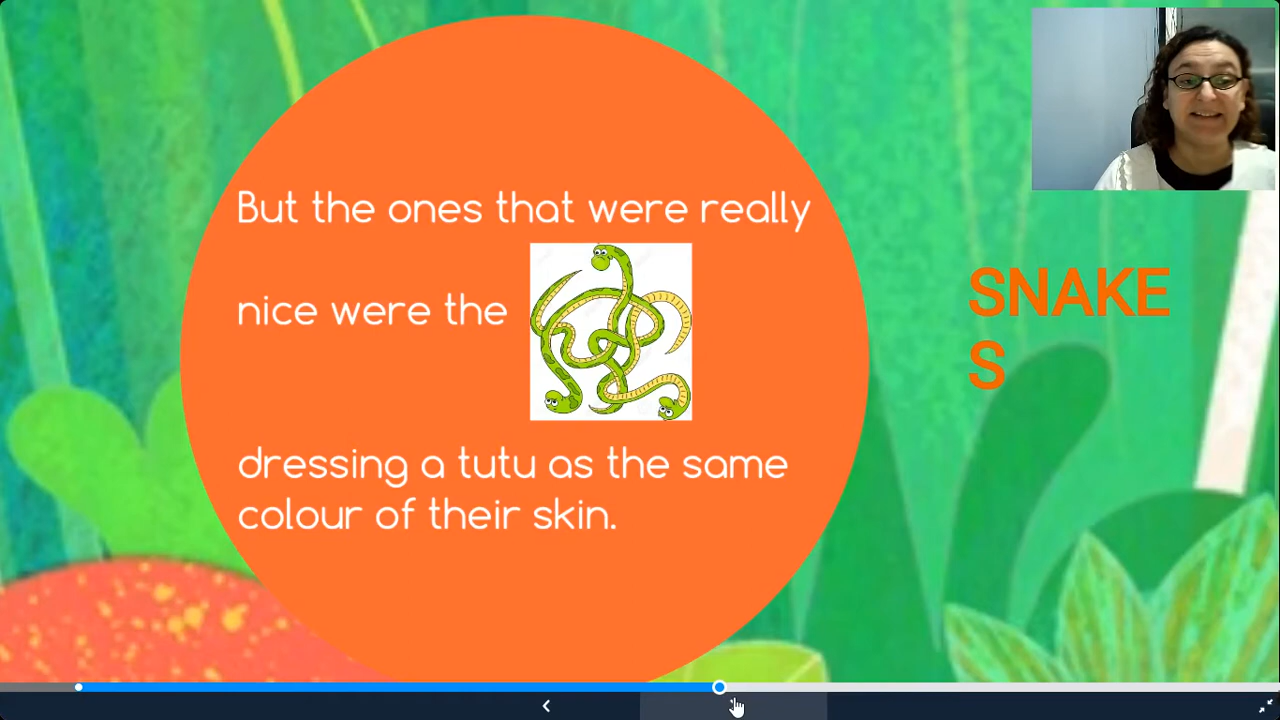 But the ones that were really
nice were the
dressing a tutu as the same
colour of their skin.
SNAKE
S